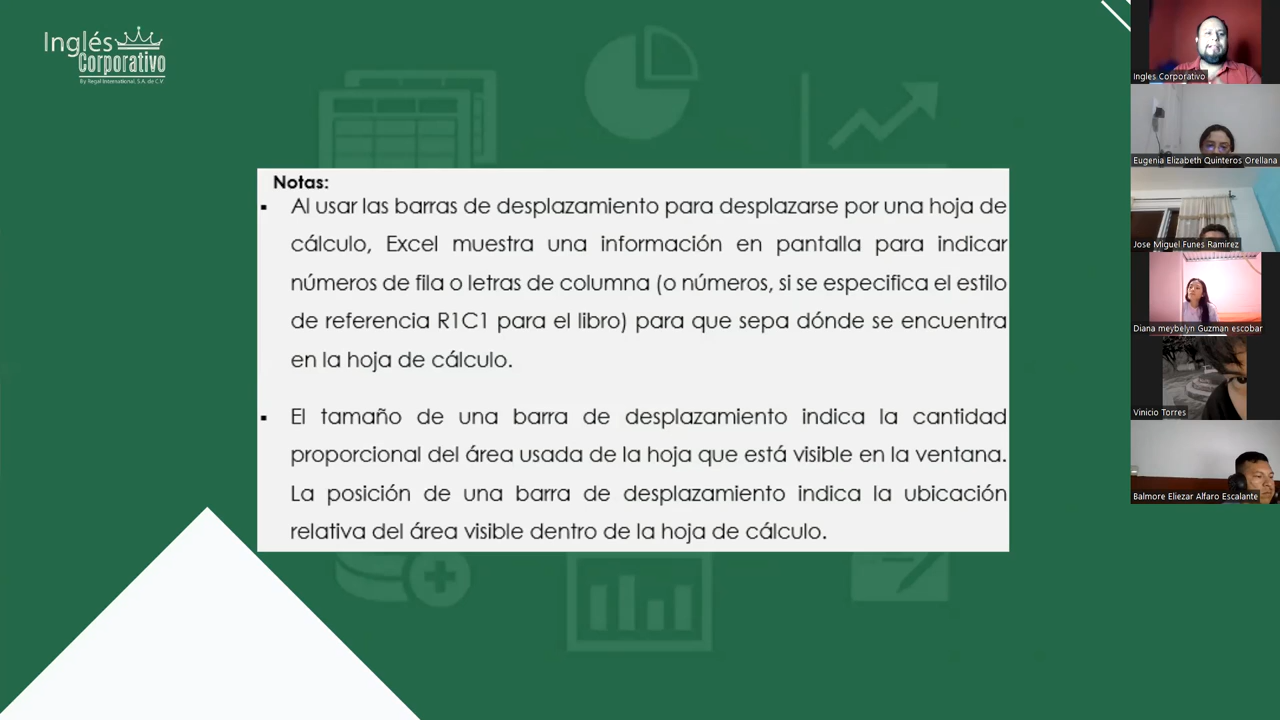 Inglés
Corporativo
By Regal International, S.A. de C.V.
Notas:
▪ Al usar las barras de desplazamiento para desplazarse por una hoja de
cálculo, Excel muestra una información en pantalla para indicar
números de fila o letras de columna (o números, si se especifica el estilo
de referencia R1C1 para el libro) para que sepa dónde se encuentra
en la hoja de cálculo.
▪ El tamaño de una barra de desplazamiento indica la cantidad
proporcional del área usada de la hoja que está visible en la ventana.
La posición de una barra de desplazamiento indica la ubicación
relativa del área visible dentro de la hoja de cálculo.
Ingles Corporativo
Eugenia Elizabeth Quinteros Orellana
Jose Miguel Funes Ramirez
Diana meybelyn Guzman escobar
Vinicio Torres
Balmore Eliezar Alfaro Escalante